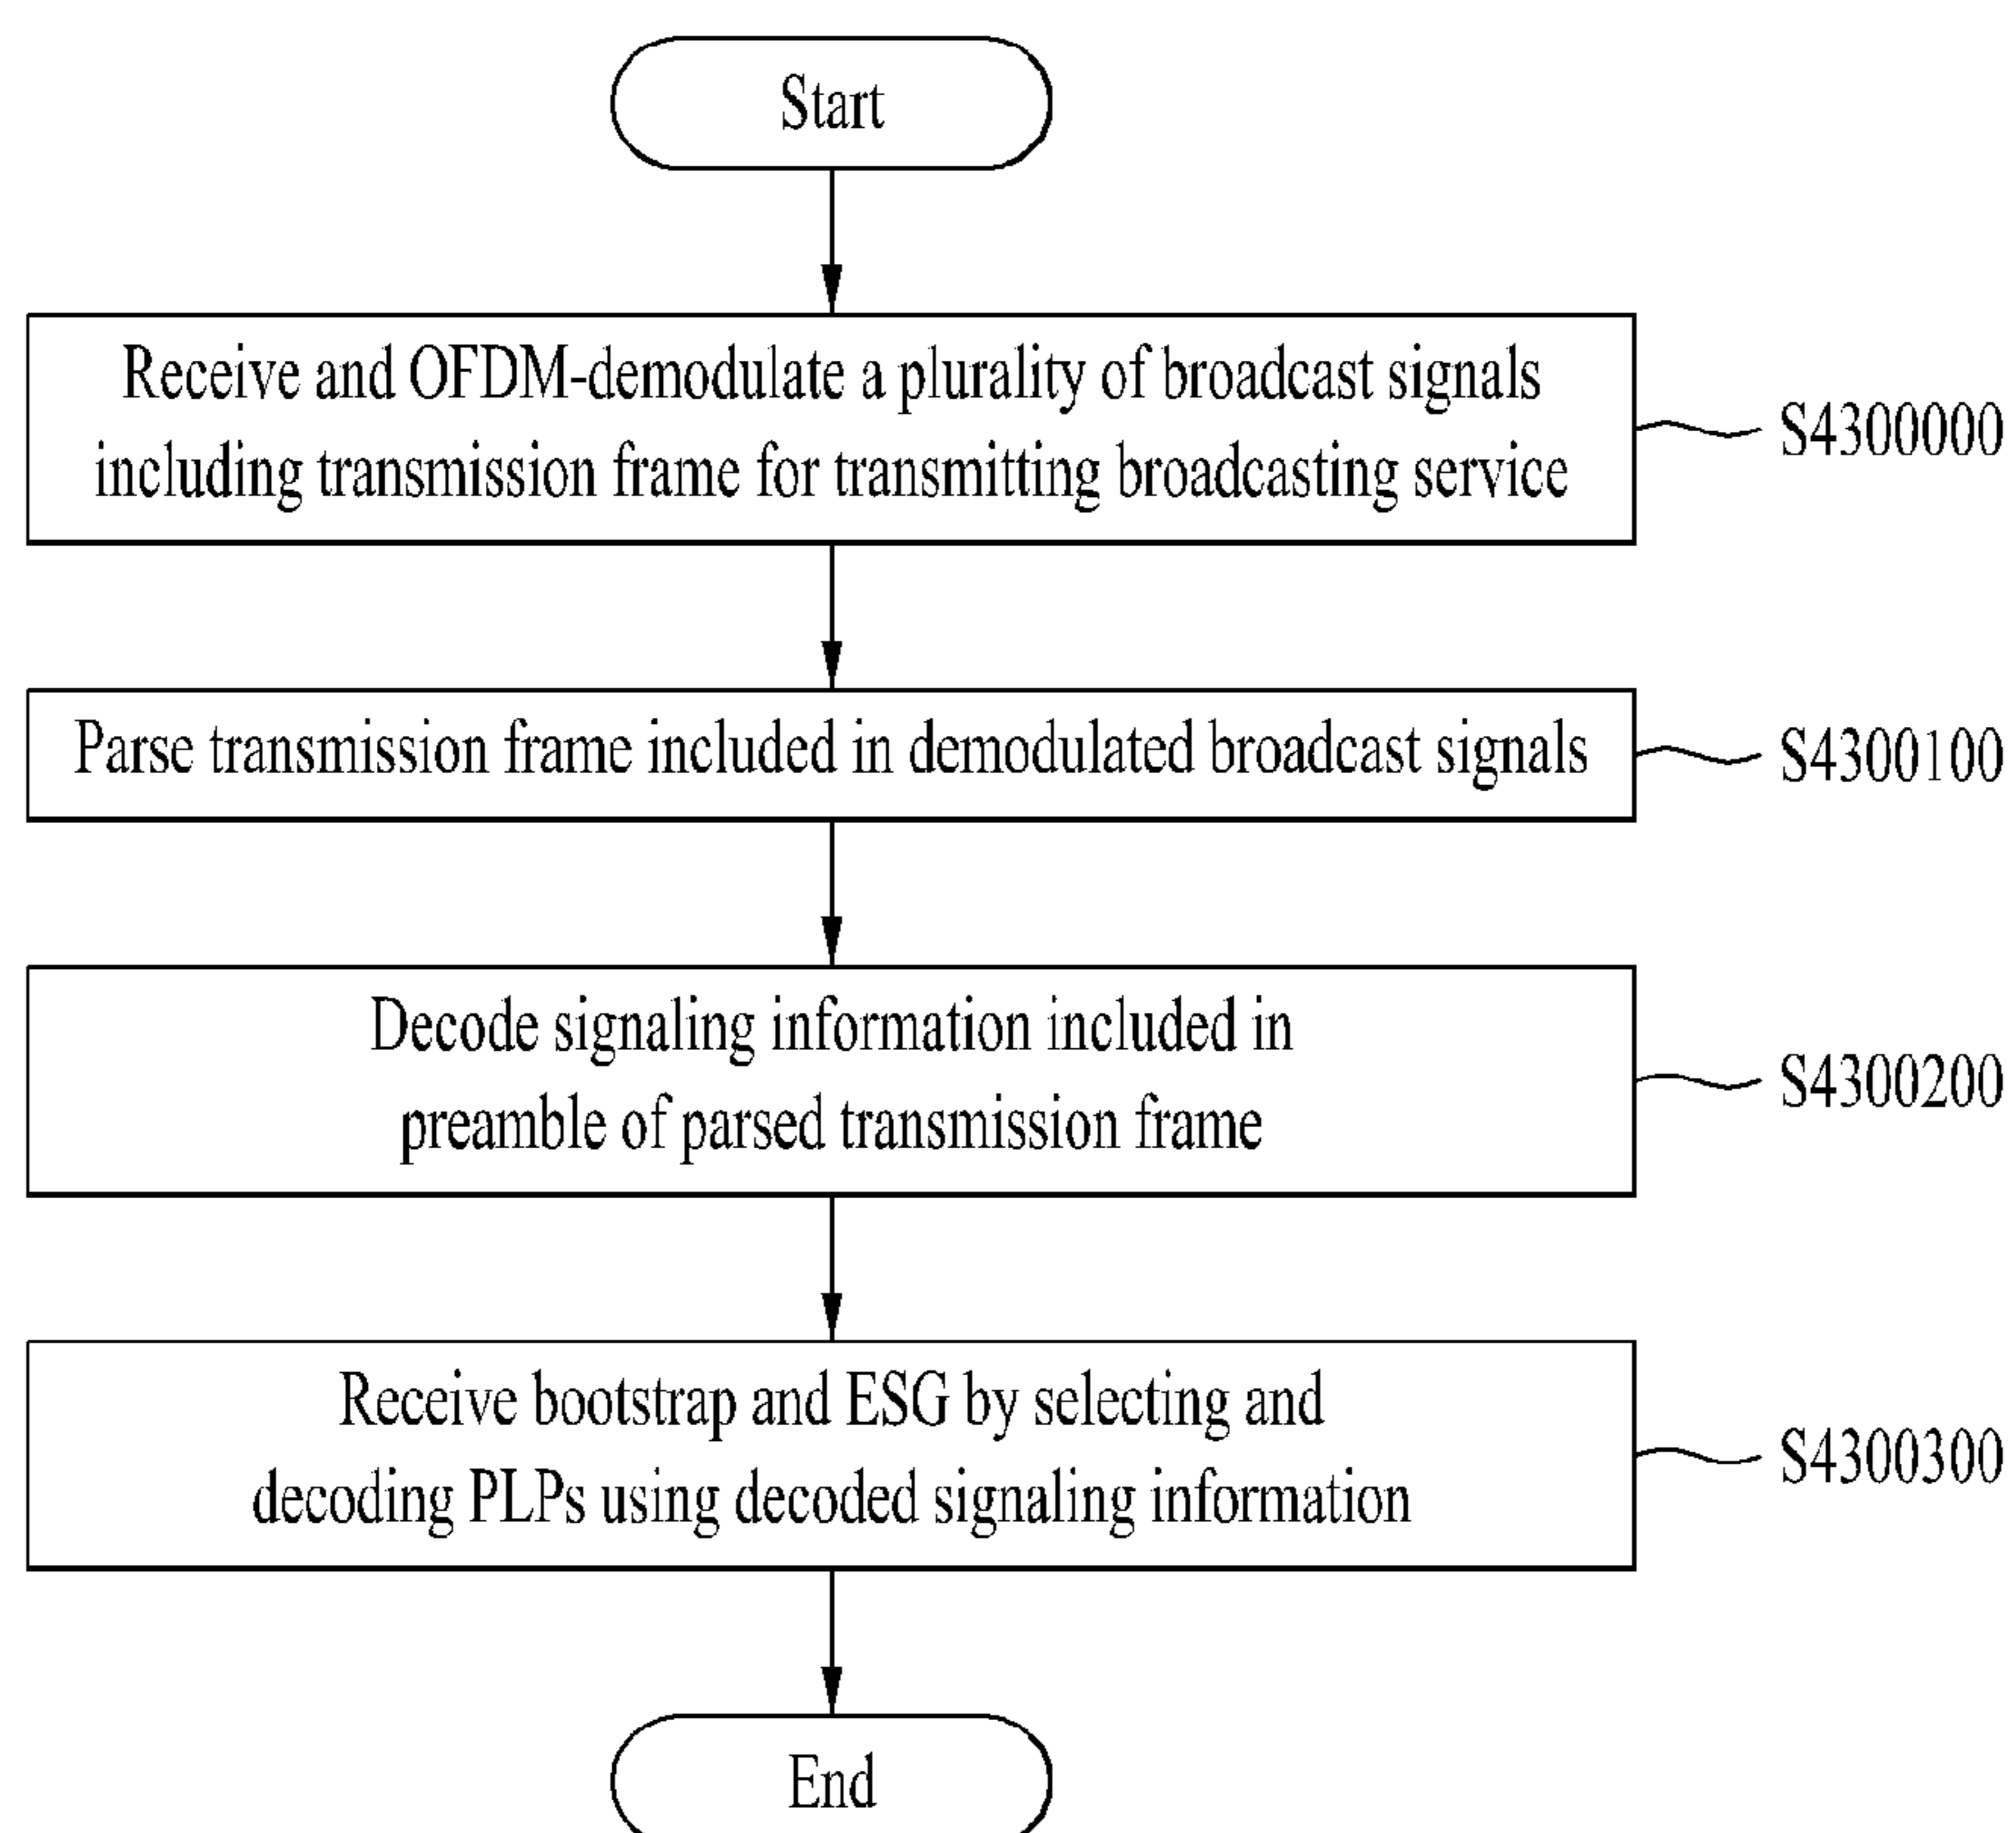 Start
Receive and OFDM-demodulate a plurality of broadcast signals
including transmission frame for transmitting broadcasting service
S4300000
Parse transmission frame included in demodulated broadcast signals
S4300100
Decode signaling information included in
preamble of parsed transmission frame
S4300200
Receive bootstrap and ESG by selecting and
decoding PLPs using decoded signaling information
S4300300
End